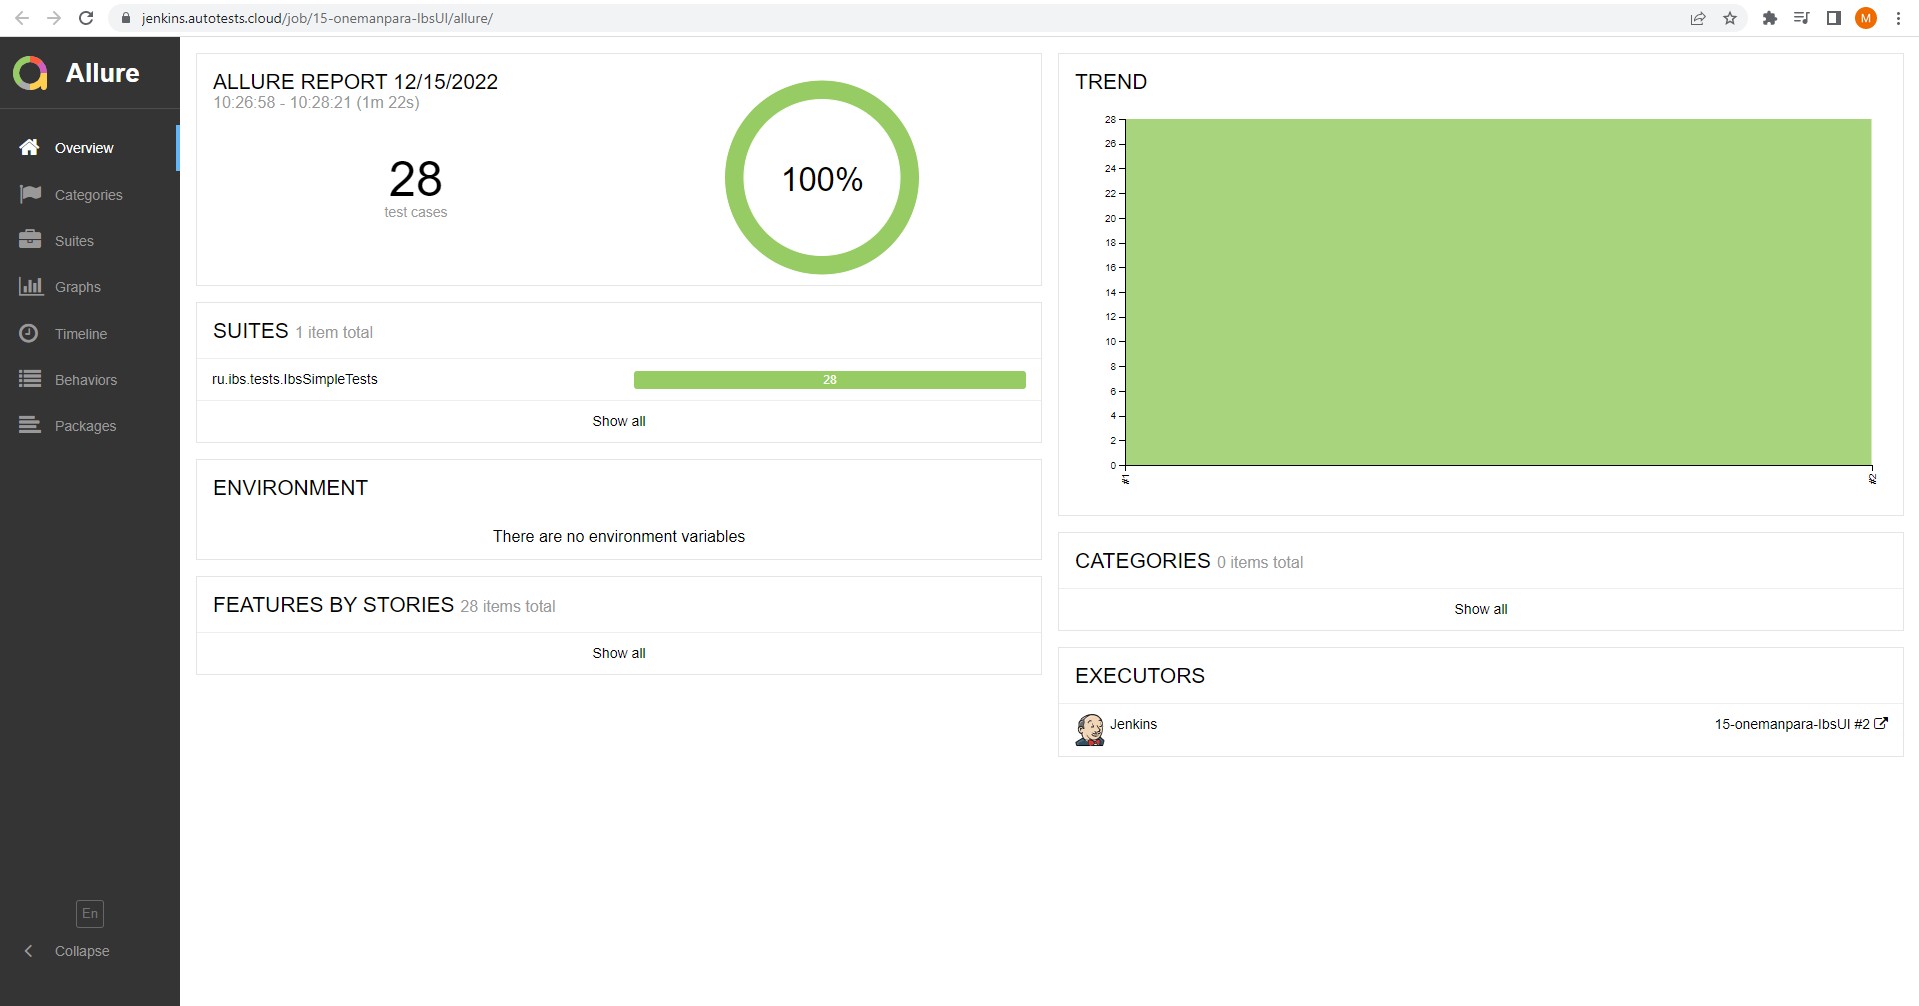 jenkins.autotests.cloud/job/15-onemanpara-IbsUI/allure/
M
Allure
Overview
Categories
Suites
Graphs
Timeline
Behaviors
Packages
En
Collapse
ALLURE REPORT 12/15/2022
10:26:58 - 10:28:21 (1m 22s)
28
test cases
100%
SUITES 1 item total
ru.ibs.tests.IbsSimpleTests
28
Show all
ENVIRONMENT
There are no environment variables
FEATURES BY STORIES 28 items total
Show all
TREND
28
26
24
22
20
18
16
14
12
10
8
6
4
2
0
#1
#2
CATEGORIES 0 items total
Show all
EXECUTORS
Jenkins
15-onemanpara-IbsUI #2